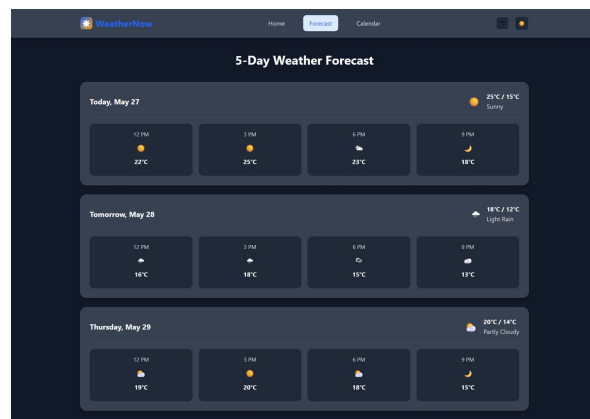 WeatherNow
Home
Forecast
Calendar
5-Day Weather Forecast
Today, May 27
25°C / 15°C
Sunny
12 PM
3 PM
6 PM
9 PM
22°C
25°C
23°C
18°C
Tomorrow, May 28
18°C / 12°C
Light Rain
12 PM
3 PM
6 PM
9 PM
16°C
18°C
15°C
13°C
Thursday, May 29
20°C / 14°C
Partly Cloudy
12 PM
3 PM
6 PM
9 PM
19°C
20°C
18°C
15°C